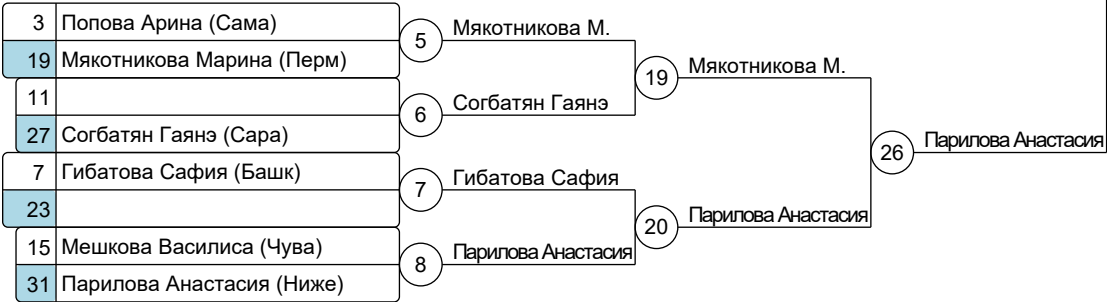 3 Попова Арина (Сама)
19 Мякотникова Марина (Перм)
11
27 Согбатян Гаянэ (Сара)
7 Гибатова Сафия (Башк)
23
15 Мешкова Василиса (Чува)
31 Парилова Анастасия (Ниже)
5 Мякотникова М.
6 Согбатян Гаянэ
7 Гибатова Сафия
8 Парилова Анастасия
19 Мякотникова М.
20 Парилова Анастасия
26 Парилова Анастасия